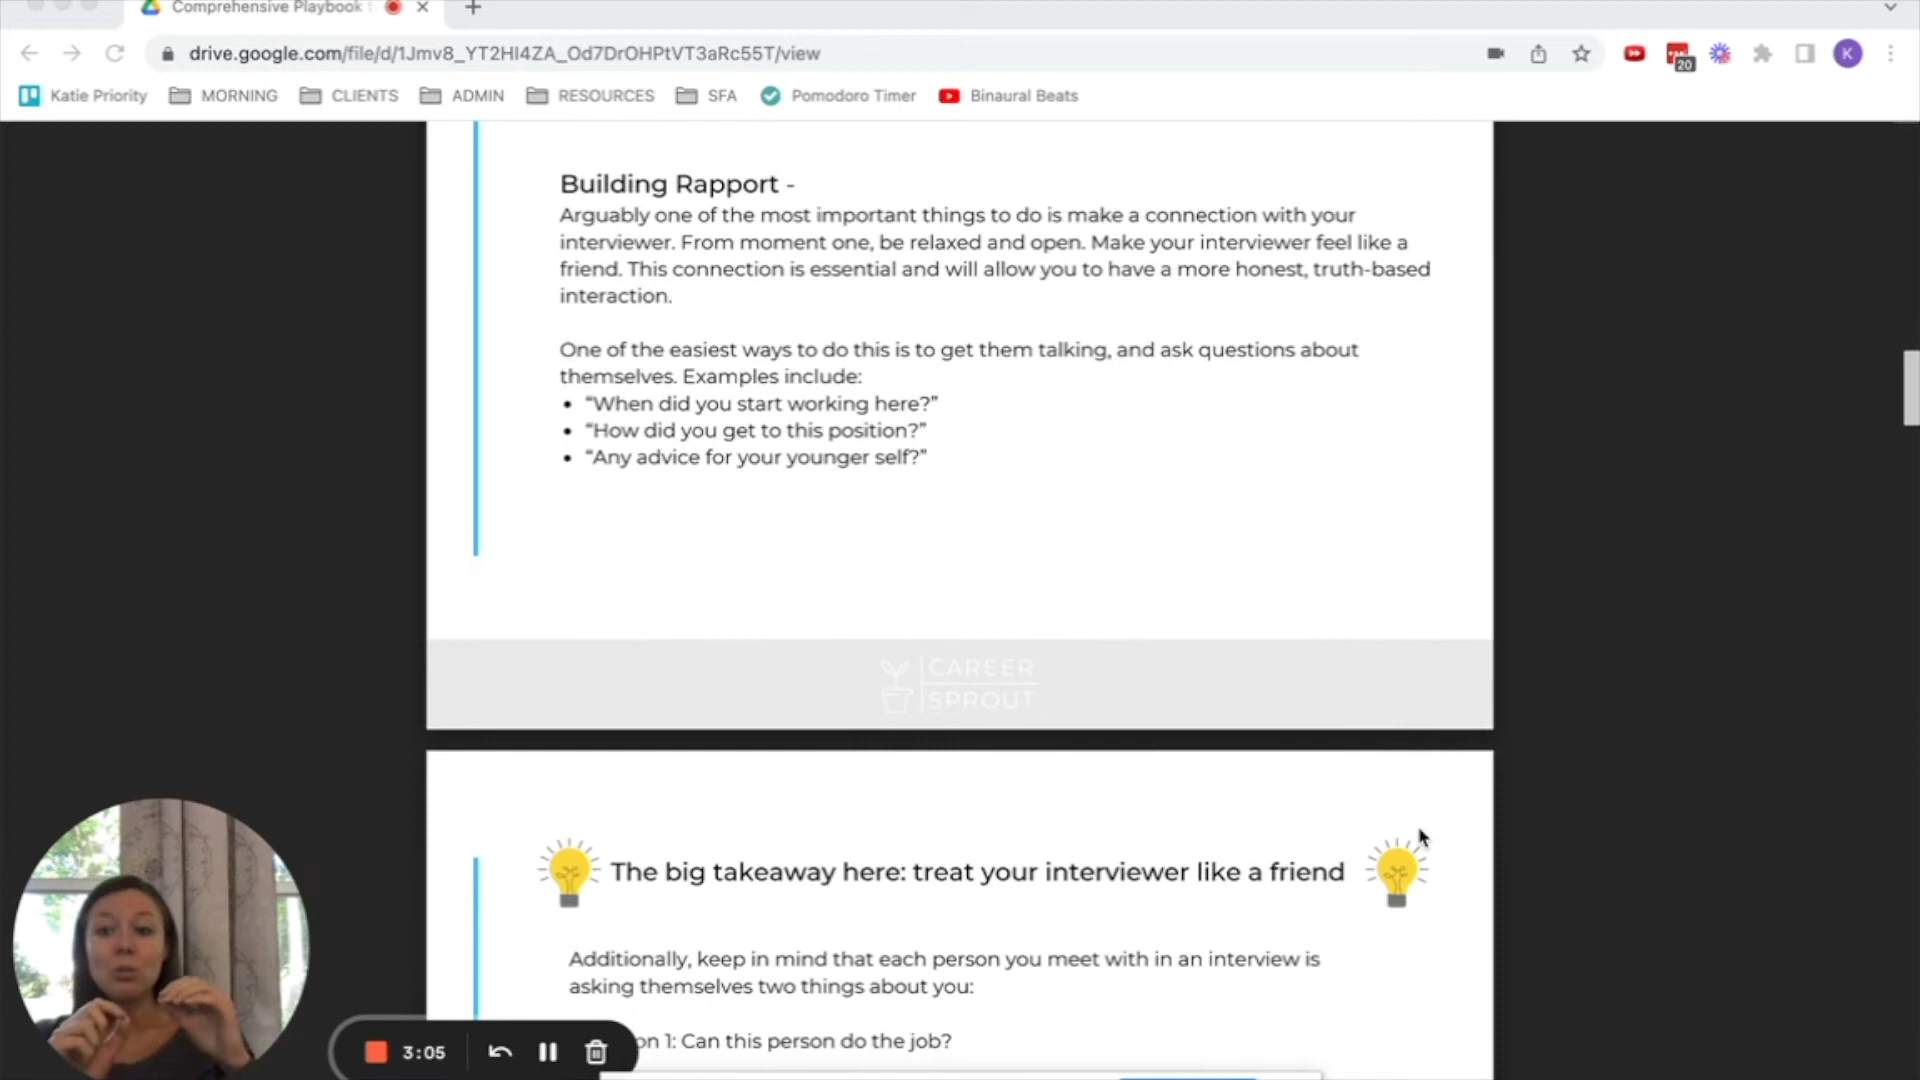 Comprehensive Playbook
drive.google.com/file/d/1Jmv8_YT2HI4ZA_Od7DrOHPtVT3aRc55T/view
20
K
Katie Priority
MORNING
CLIENTS
ADMIN
RESOURCES
SFA
Pomodoro Timer
Binaural Beats
Building Rapport -
Arguably one of the most important things to do is make a connection with your
interviewer. From moment one, be relaxed and open. Make your interviewer feel like a
friend. This connection is essential and will allow you to have a more honest, truth-based
interaction.
One of the easiest ways to do this is to get them talking, and ask questions about
themselves. Examples include:
• “When did you start working here?”
• “How did you get to this position?”
• “Any advice for your younger self?”
CAREER
SPROUT
The big takeaway here: treat your interviewer like a friend
Additionally, keep in mind that each person you meet with in an interview is
asking themselves two things about you:
on 1: Can this person do the job?
3:05